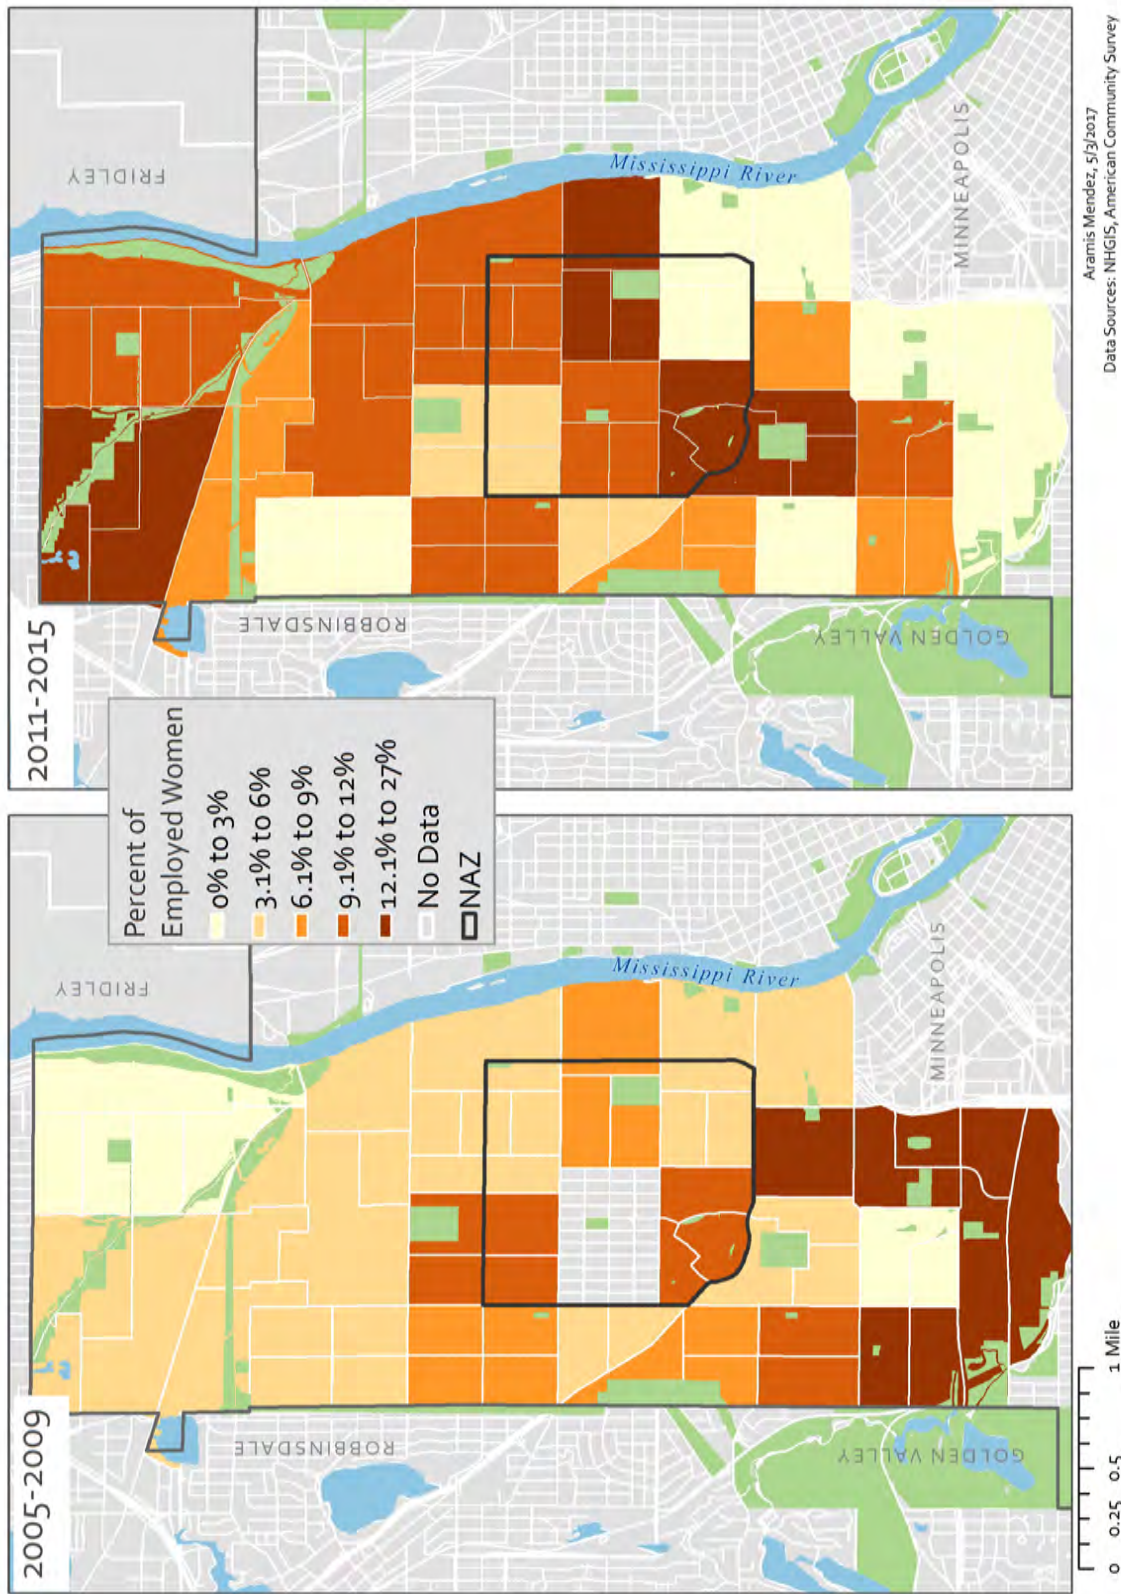 2005-2009
FRIDLEY
ROBBINSDALE
Mississippi River
MINNEAPOLIS
GOLDEN VALLEY
0 0.25 0.5 1 Mile
Percent of
Employed Women
0% to 3%
3.1% to 6%
6.1% to 9%
9.1% to 12%
12.1% to 27%
No Data
NAZ
2011-2015
FRIDLEY
ROBBINSDALE
Mississippi River
MINNEAPOLIS
GOLDEN VALLEY
Aramis Mendez, 5/3/2017
Data Sources: NHGIS, American Community Survey